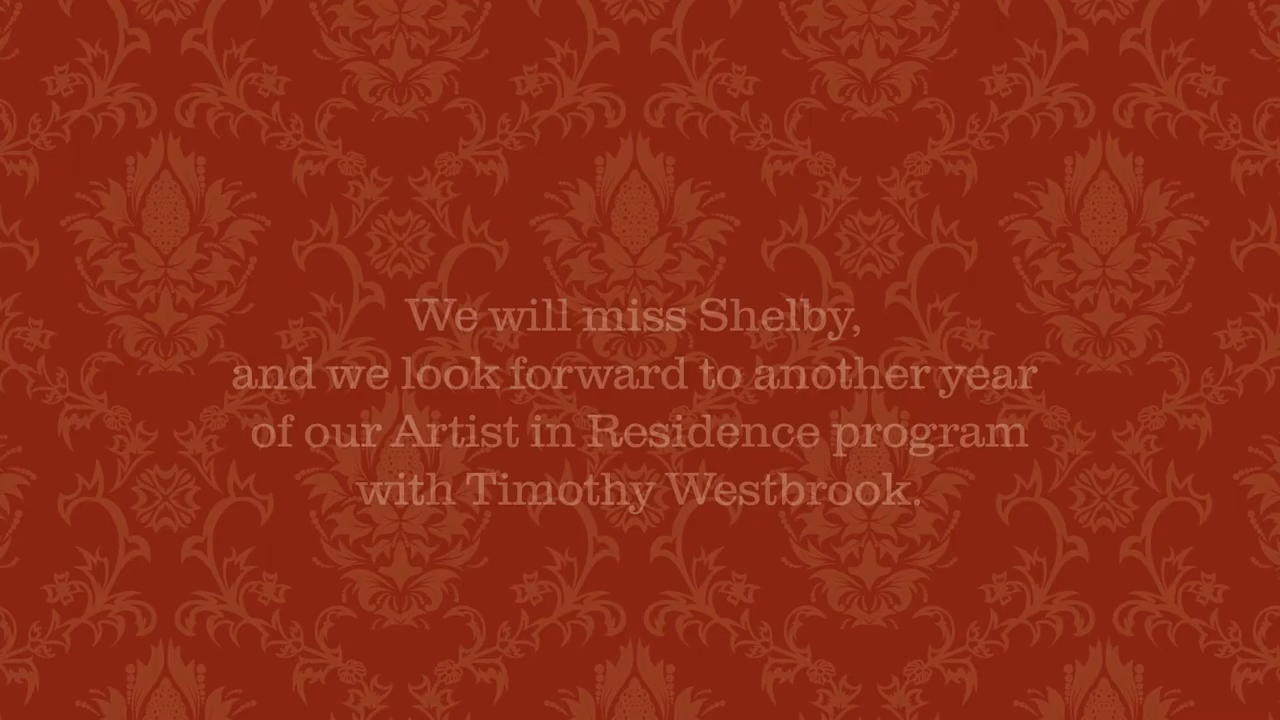 We will miss Shelby,
and we look forward to another year
of our Artist in Residence program
with Timothy Westbrook.